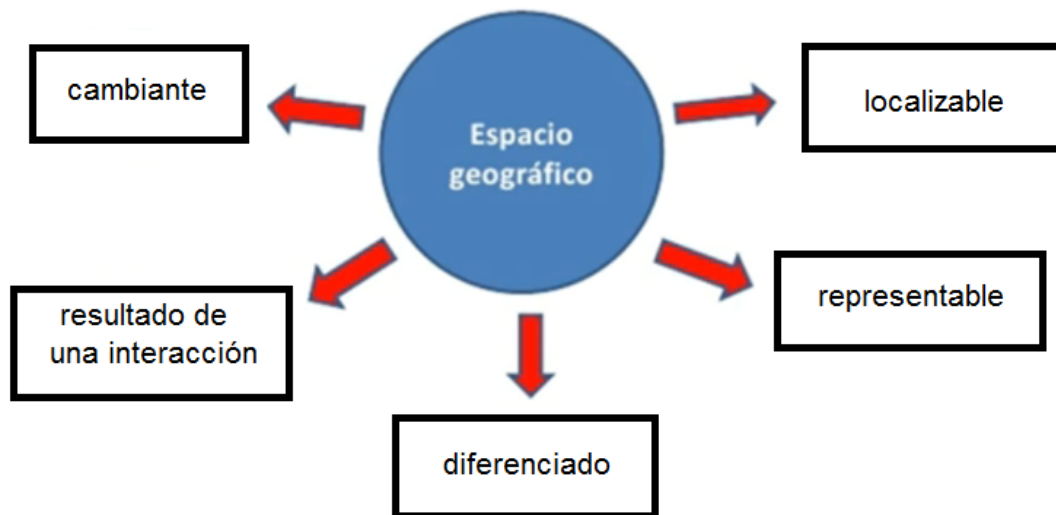 Espacio
geográfico
cambiante
localizable
resultado de
una interacción
representable
diferenciado